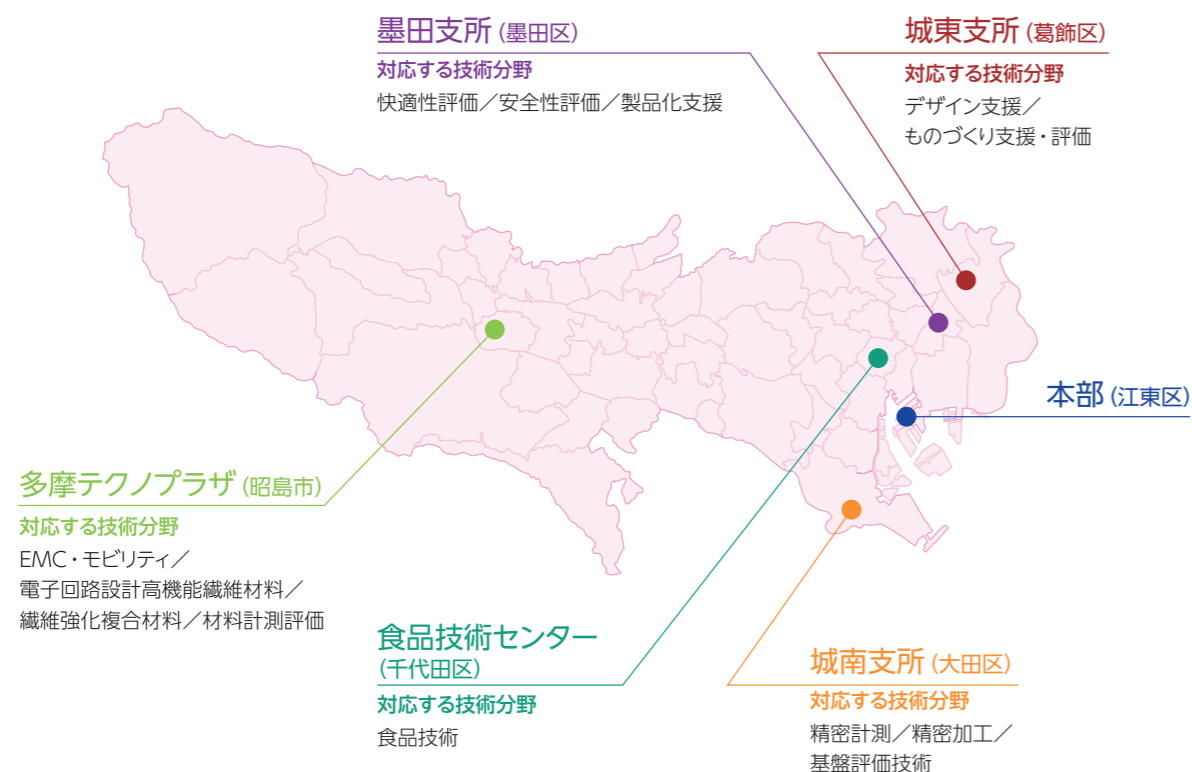 墨田支所(墨田区)
対応する技術分野
快適性評価／安全性評価／製品化支援
城東支所(葛飾区)
対応する技術分野
デザイン支援／
ものづくり支援・評価
本部(江東区)
多摩テクノプラザ(昭島市)
対応する技術分野
EMC・モビリティ／
電子回路設計高機能繊維材料／
繊維強化複合材料／材料計測評価
食品技術センター
(千代田区)
対応する技術分野
食品技術
城南支所(大田区)
対応する技術分野
精密計測／精密加工／
基盤評価技術